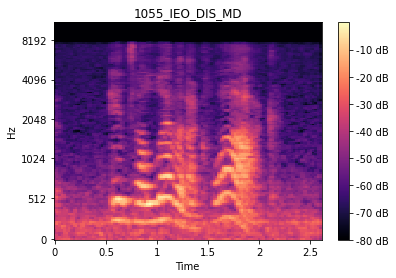 1055_IEO_DIS_MD
8192
4096
2048
1024
512
0
Hz
0 0.5 1 1.5 2 2.5
Time
-10 dB
-20 dB
-30 dB
-40 dB
-50 dB
-60 dB
-70 dB
-80 dB